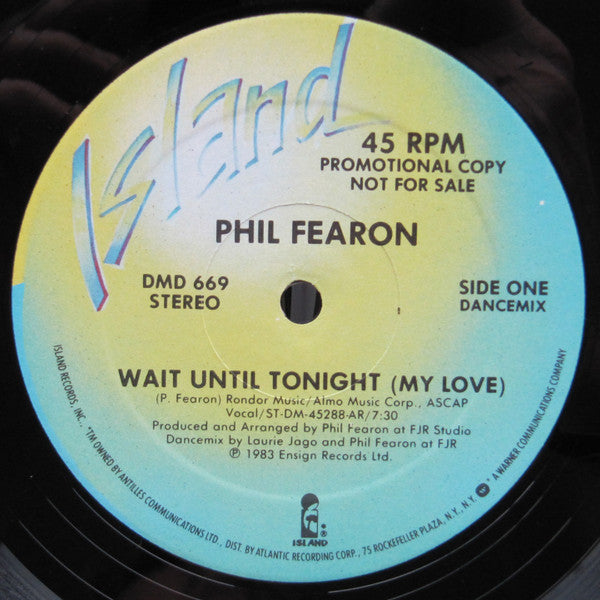 Island
45 RPM
PROMOTIONAL COPY
NOT FOR SALE
PHIL FEARON
DMD 669
STEREO
SIDE ONE
DANCEMIX
WAIT UNTIL TONIGHT (MY LOVE)
(P. Fearon) Rondor Music/Almo Music Corp., ASCAP
Vocal/ST-DM-45288-AR/7:30
Produced and Arranged by Phil Fearon at FJR Studio
Dancemix by Laurie Jago and Phil Fearon at FJR
℗ 1983 Ensign Records Ltd.
ISLAND®
ISLAND RECORDS, INC., *TM OWNED BY ANTILLES COMMUNICATIONS LTD., DIST. BY ATLANTIC RECORDING CORP., 75 ROCKEFELLER PLAZA, N.Y., N.Y. A WARNER COMMUNICATIONS COMPANY